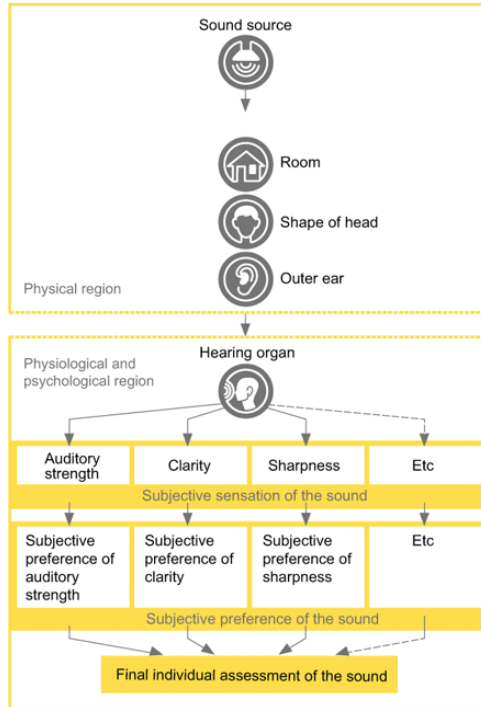 Sound source
Room
Shape of head
Outer ear
Physical region
Hearing organ
Physiological and
psychological region
Auditory
strength
Clarity
Sharpness
Etc
Subjective sensation of the sound
Subjective
preference of
auditory
strength
Subjective
preference of
clarity
Subjective
preference of
sharpness
Etc
Subjective preference of the sound
Final individual assessment of the sound